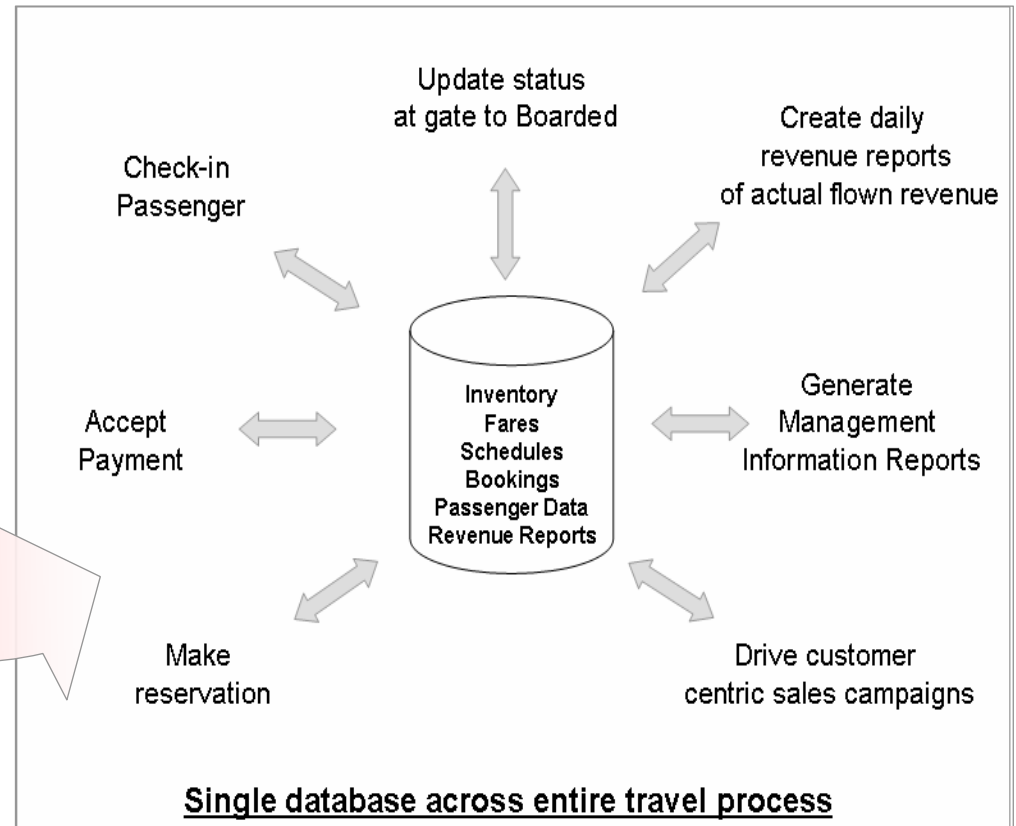 Update status
at gate to Boarded
Create daily
revenue reports
of actual flown revenue
Check-in
Passenger
Inventory
Fares
Schedules
Bookings
Passenger Data
Revenue Reports
Accept
Payment
Generate
Management
Information Reports
Make
reservation
Drive customer
centric sales campaigns
Single database across entire travel process